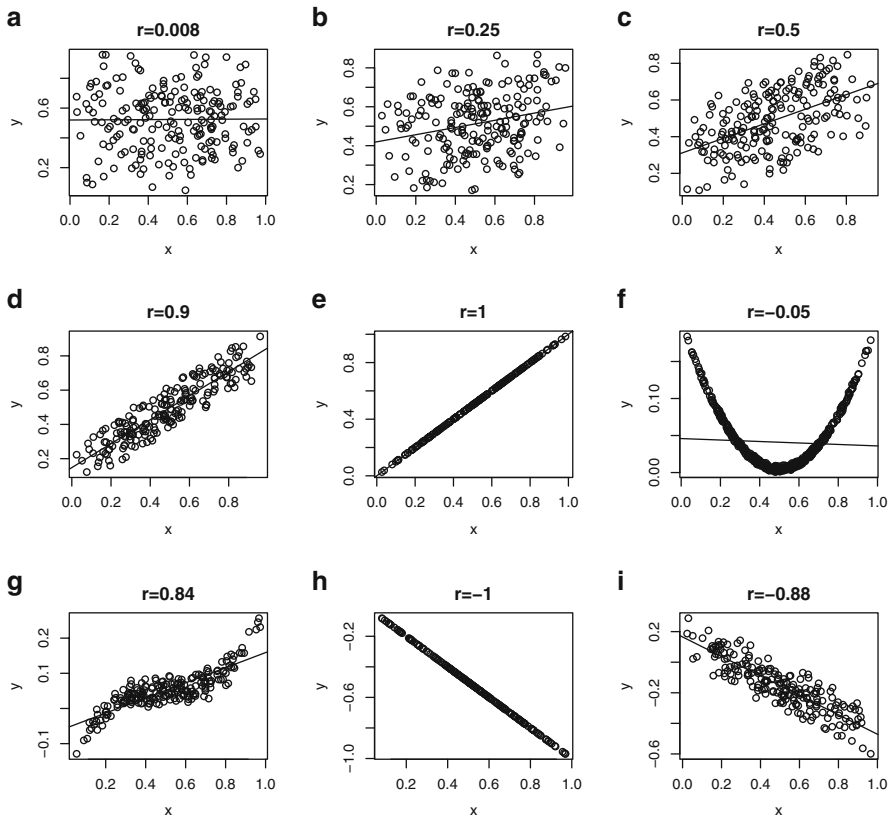 a
r=0.008
y
0.2
0.6
0.0 0.2 0.4 0.6 0.8 1.0
x
b
r=0.25
y
0.2 0.4 0.6 0.8
0.0 0.2 0.4 0.6 0.8
x
c
r=0.5
y
0.2 0.4 0.6 0.8
0.0 0.2 0.4 0.6 0.8
x
d
r=0.9
y
0.2 0.4 0.6 0.8
0.0 0.2 0.4 0.6 0.8
x
e
r=1
y
0.0 0.4 0.8
0.0 0.2 0.4 0.6 0.8 1.0
x
f
r=−0.05
y
0.00 0.10
0.0 0.2 0.4 0.6 0.8 1.0
x
g
r=0.84
y
−0.1 0.1 0.2
0.0 0.2 0.4 0.6 0.8 1.0
x
h
r=−1
y
−1.0 −0.6 −0.2
0.2 0.4 0.6 0.8 1.0
x
i
r=−0.88
y
−0.6 −0.2 0.2
0.0 0.2 0.4 0.6 0.8 1.0
x